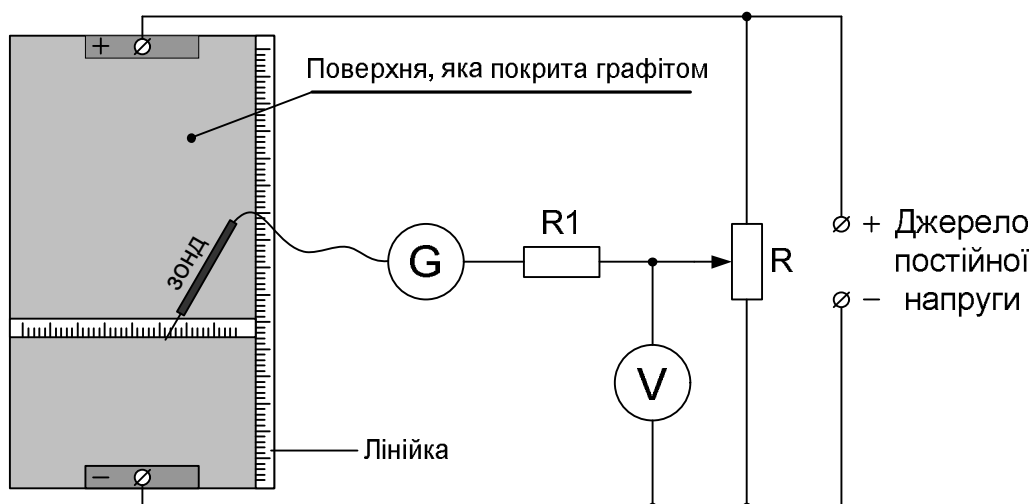 +
Поверхня, яка покрита графітом
зонд
G
R1
R
+ Джерело
постійної
− напруги
V
Лінійка
−